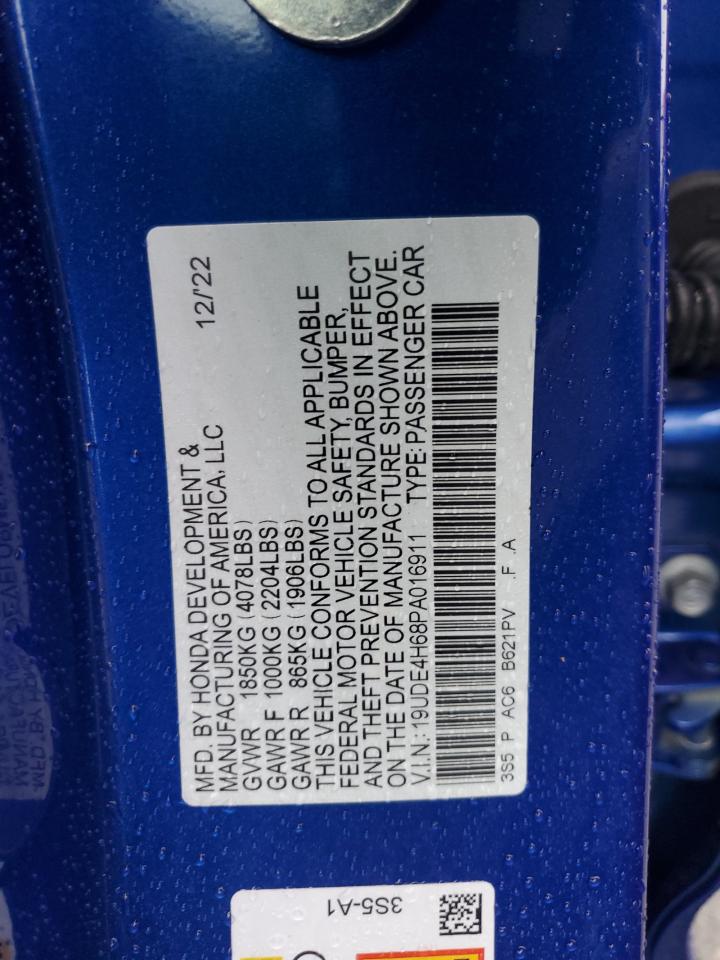 MFD. BY HONDA DEVELOPMENT & 12/'22
MANUFACTURING OF AMERICA, LLC
GVWR 1850KG (4078LBS)
GAWR F 1000KG (2204LBS)
GAWR R 865KG (1906LBS)
THIS VEHICLE CONFORMS TO ALL APPLICABLE
FEDERAL MOTOR VEHICLE SAFETY, BUMPER,
AND THEFT PREVENTION STANDARDS IN EFFECT
ON THE DATE OF MANUFACTURE SHOWN ABOVE.
V.I.N.: 19UDE4H68PA016911 TYPE:PASSENGER CAR
3S5 P AC6 B621PV .F .A
3S5-A1